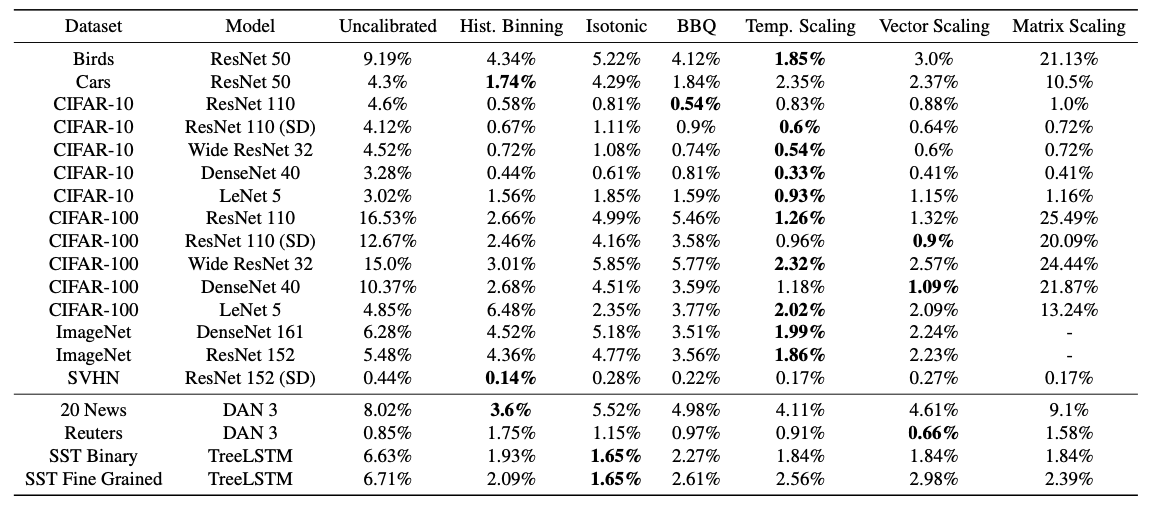 Dataset Model Uncalibrated Hist. Binning Isotonic BBQ Temp. Scaling Vector Scaling Matrix Scaling
Birds ResNet 50 9.19% 4.34% 5.22% 4.12% 1.85% 3.0% 21.13%
Cars ResNet 50 4.3% 1.74% 4.29% 1.84% 2.35% 2.37% 10.5%
CIFAR-10 ResNet 110 4.6% 0.58% 0.81% 0.54% 0.83% 0.88% 1.0%
CIFAR-10 ResNet 110 (SD) 4.12% 0.67% 1.11% 0.9% 0.6% 0.64% 0.72%
CIFAR-10 Wide ResNet 32 4.52% 0.72% 1.08% 0.74% 0.54% 0.6% 0.72%
CIFAR-10 DenseNet 40 3.28% 0.44% 0.61% 0.81% 0.33% 0.41% 0.41%
CIFAR-10 LeNet 5 3.02% 1.56% 1.85% 1.59% 0.93% 1.15% 1.16%
CIFAR-100 ResNet 110 16.53% 2.66% 4.99% 5.46% 1.26% 1.32% 25.49%
CIFAR-100 ResNet 110 (SD) 12.67% 2.46% 4.16% 3.58% 0.96% 0.9% 20.09%
CIFAR-100 Wide ResNet 32 15.0% 3.01% 5.85% 5.77% 2.32% 2.57% 24.44%
CIFAR-100 DenseNet 40 10.37% 2.68% 4.51% 3.59% 1.18% 1.09% 21.87%
CIFAR-100 LeNet 5 4.85% 6.48% 2.35% 3.77% 2.02% 2.09% 13.24%
ImageNet DenseNet 161 6.28% 4.52% 5.18% 3.51% 1.99% 2.24% -
ImageNet ResNet 152 5.48% 4.36% 4.77% 3.56% 1.86% 2.23% -
SVHN ResNet 152 (SD) 0.44% 0.14% 0.28% 0.22% 0.17% 0.27% 0.17%
20 News DAN 3 8.02% 3.6% 5.52% 4.98% 4.11% 4.61% 9.1%
Reuters DAN 3 0.85% 1.75% 1.15% 0.97% 0.91% 0.66% 1.58%
SST Binary TreeLSTM 6.63% 1.93% 1.65% 2.27% 1.84% 1.84% 1.84%
SST Fine Grained TreeLSTM 6.71% 2.09% 1.65% 2.61% 2.56% 2.98% 2.39%